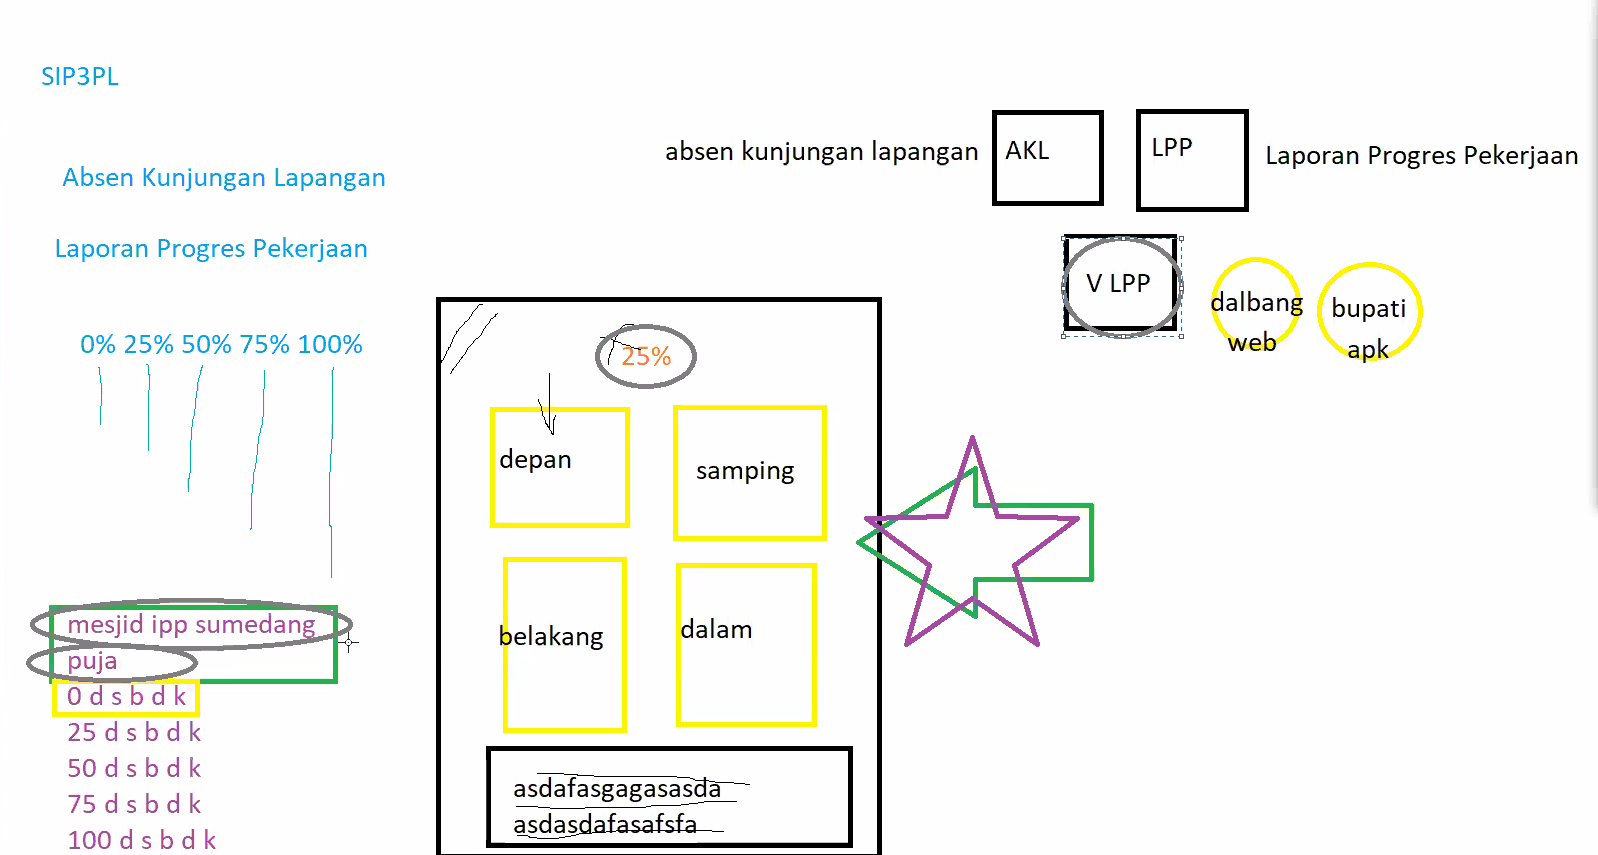 SIP3PL
Absen Kunjungan Lapangan
Laporan Progres Pekerjaan
0% 25% 50% 75% 100%
mesjid ipp sumedang
puja
0 d s b d k
25 d s b d k
50 d s b d k
75 d s b d k
100 d s b d k
25%
depan
samping
belakang
dalam
asdafasgagasasda
asdasdafasafsfa
absen kunjungan lapangan
AKL
LPP
Laporan Progres Pekerjaan
V LPP
dalbang
web
bupati
apk